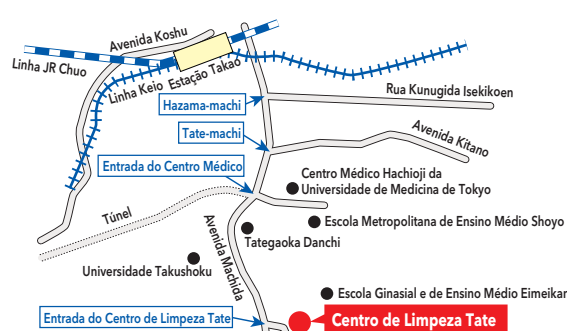 Avenida Koshu
Linha JR Chuo
Linha Keio
Estação Takao
Hazama-machi
Rua Kunugida Isekikoen
Tate-machi
Avenida Kitano
Entrada do Centro Médico
Centro Médico Hachioji da
Universidade de Medicina de Tokyo
Túnel
Avenida Machida
Escola Metropolitana de Ensino Médio Shoyo
Tategaoka Danchi
Universidade Takushoku
Escola Ginasial e de Ensino Médio Eimeikan
Entrada do Centro de Limpeza Tate
Centro de Limpeza Tate